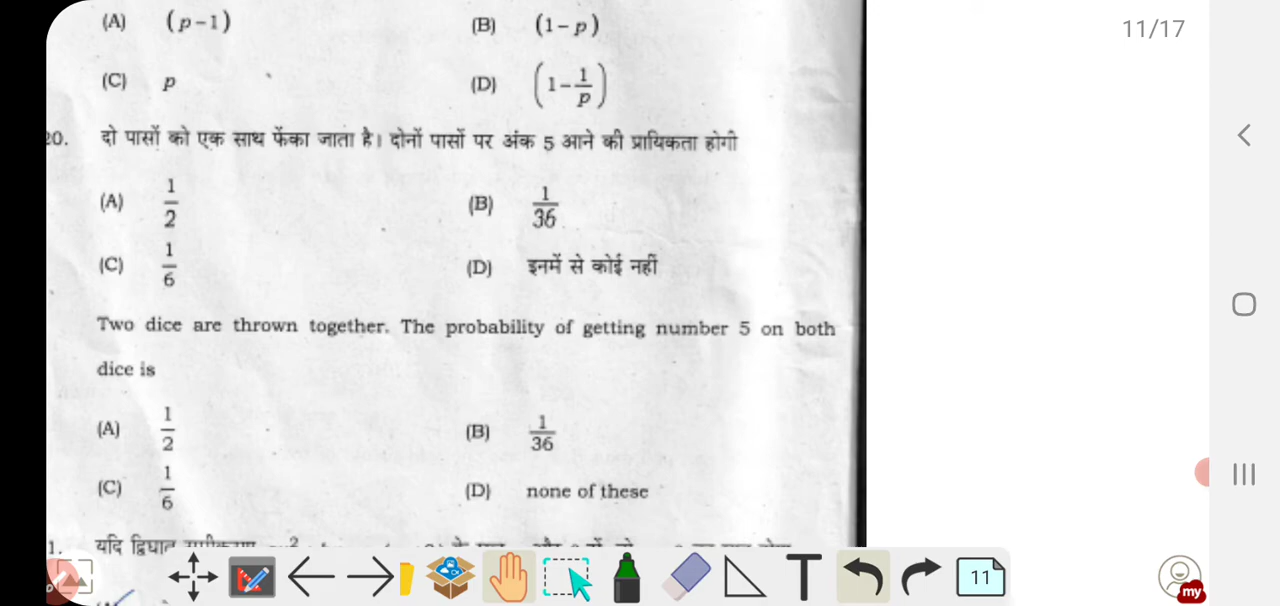 (A) (p-1) (B) (1-p)
11/17
(C) p (D) (1-1/p)
20. दो पासों को एक साथ फेंका जाता है। दोनों पासों पर अंक 5 आने की प्रायिकता होगी
(A) 1/2 (B) 1/36
(C) 1/6 (D) इनमें से कोई नहीं
Two dice are thrown together. The probability of getting number 5 on both
dice is
(A) 1/2 (B) 1/36
(C) 1/6 (D) none of these
1. यदि द्विघात
T
11
my